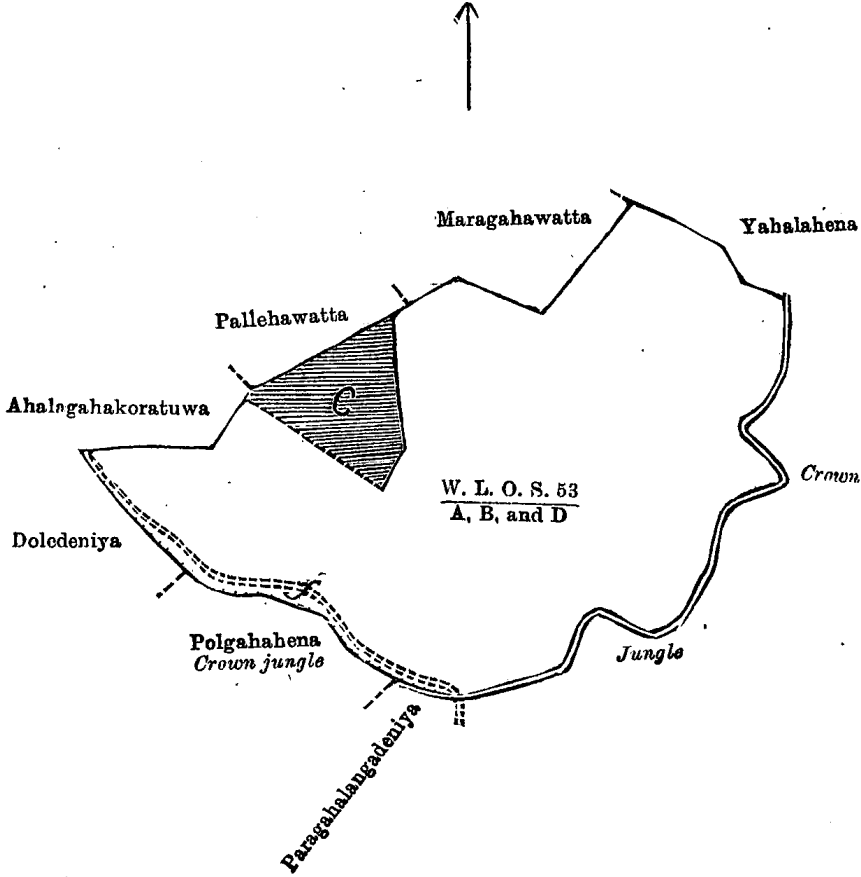 Maragahawatta
Yahalahena
Pallehawatta
C
Ahalagahakoratuwa
W. L. O. S. 53
A, B, and D
Crown
Doledeniya
Polgahahena
Crown jungle
Jungle
Paragahalangadeniya